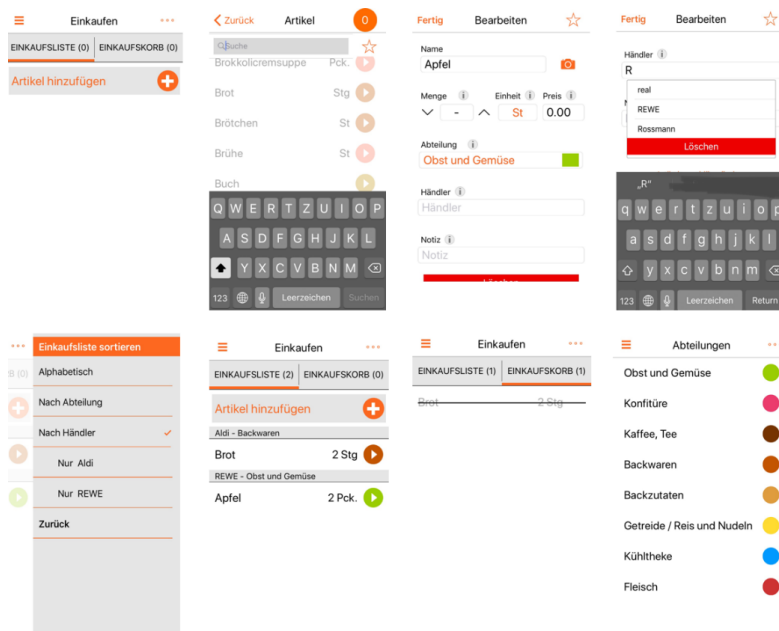 Einkaufen
EINKAUFSLISTE (0) EINKAUFSKORB (0)
Artikel hinzufügen
Zurück Artikel 0
Suche
Brokkolicremsuppe Pck.
Brot Stg
Brötchen St
Brühe St
Buch
Q W E R T Z U I O P
A S D F G H J K L
Y X C V B N M
123 Leerzeichen Suchen
Fertig Bearbeiten
Name
Apfel
Menge i Einheit i Preis i
- St 0.00
Abteilung i
Obst und Gemüse
Händler i
Händler
Notiz i
Notiz
Löschen
Fertig Bearbeiten
Händler i
R
real
REWE
Rossmann
Löschen
„R“
q w e r t z u i o p
a s d f g h j k l
y x c v b n m
123 Leerzeichen Return
Einkaufsliste sortieren
(0) Alphabetisch
Nach Abteilung
Nach Händler
Nur Aldi
Nur REWE
Zurück
Einkaufen
EINKAUFSLISTE (2) EINKAUFSKORB (0)
Artikel hinzufügen
Aldi - Backwaren
Brot 2 Stg
REWE - Obst und Gemüse
Apfel 2 Pck.
Einkaufen
EINKAUFSLISTE (1) EINKAUFSKORB (1)
Brot 2 Stg
Abteilungen
Obst und Gemüse
Konfitüre
Kaffee, Tee
Backwaren
Backzutaten
Getreide / Reis und Nudeln
Kühltheke
Fleisch